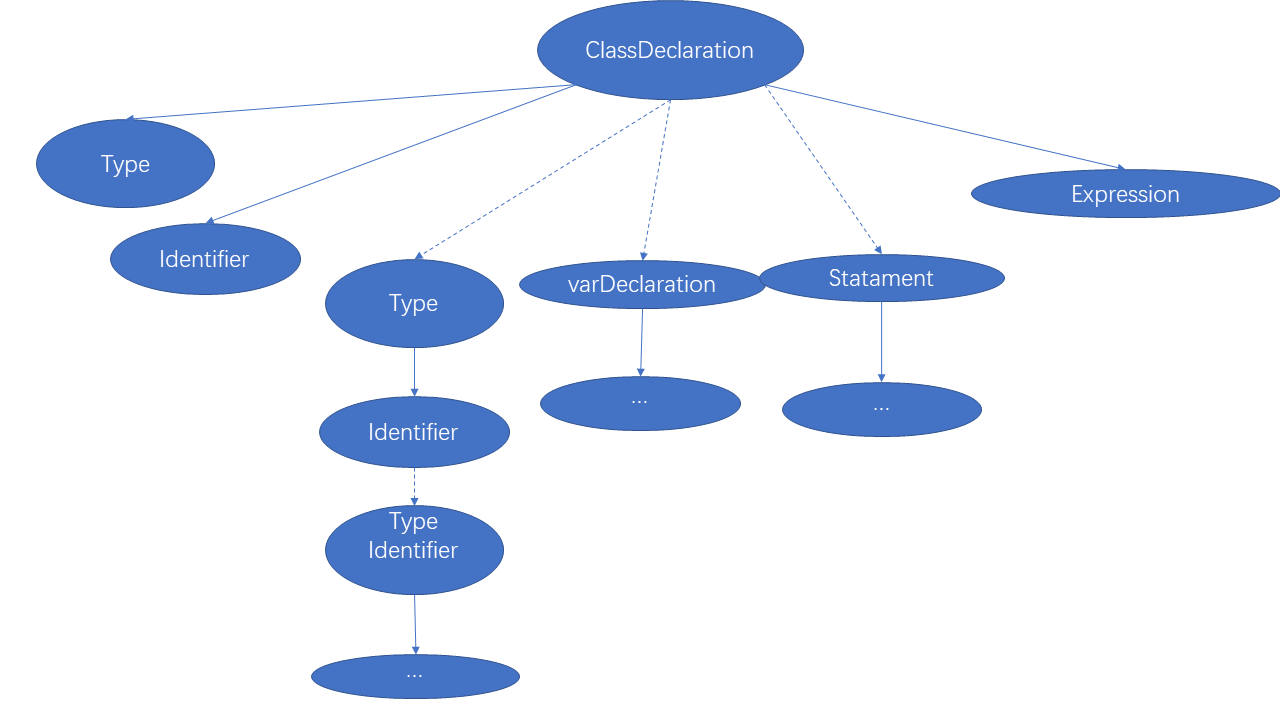 ClassDeclaration
Type
Identifier
Expression
Type
varDeclaration
Statament
Identifier
...
...
Type
Identifier
...